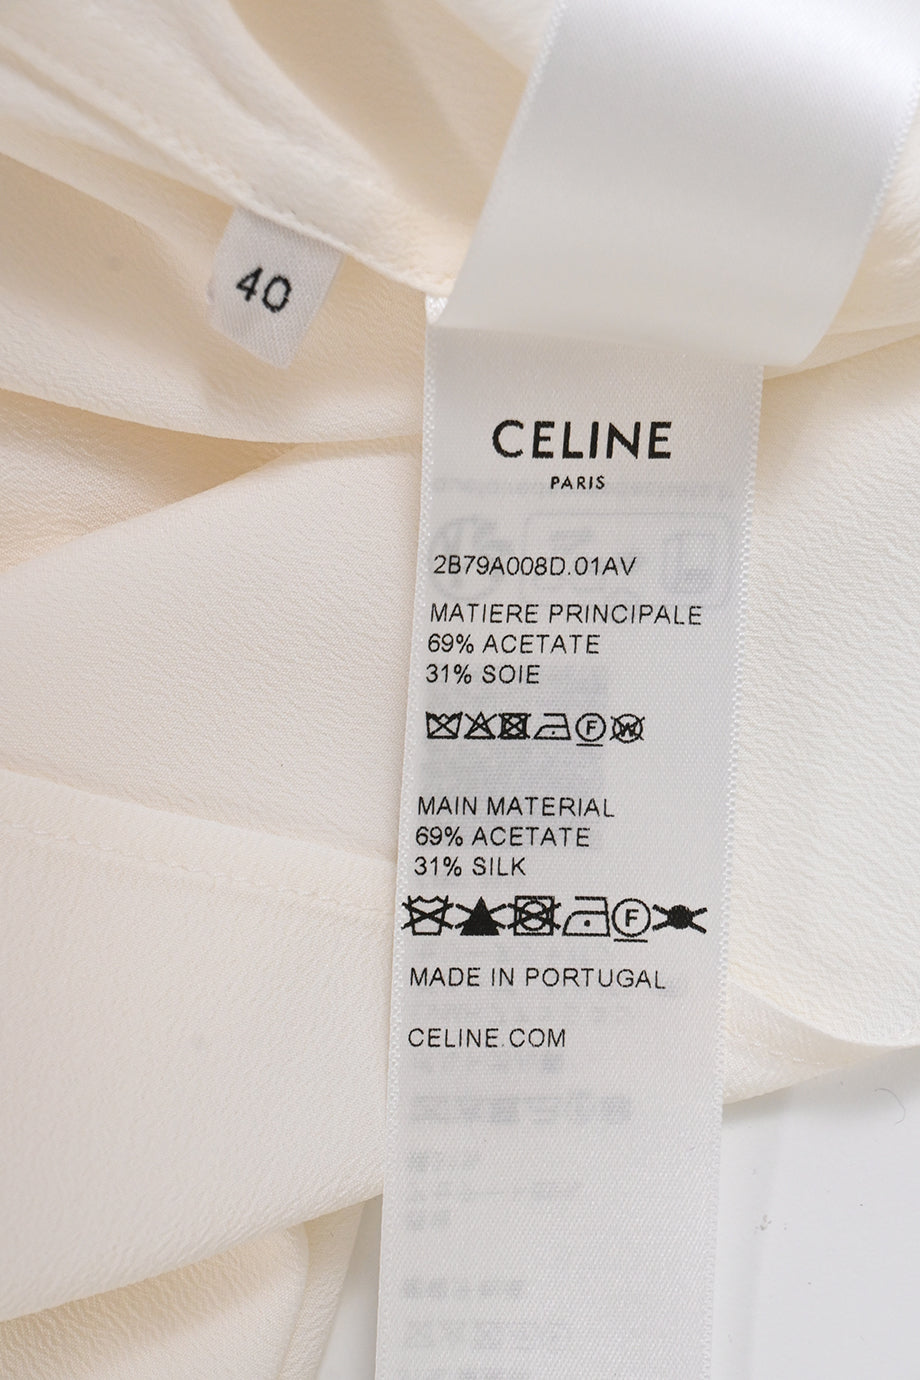 40
CELINE
PARIS
2B79A008D.01AV
MATIERE PRINCIPALE
69% ACETATE
31% SOIE
F W
MAIN MATERIAL
69% ACETATE
31% SILK
F
MADE IN PORTUGAL
CELINE.COM